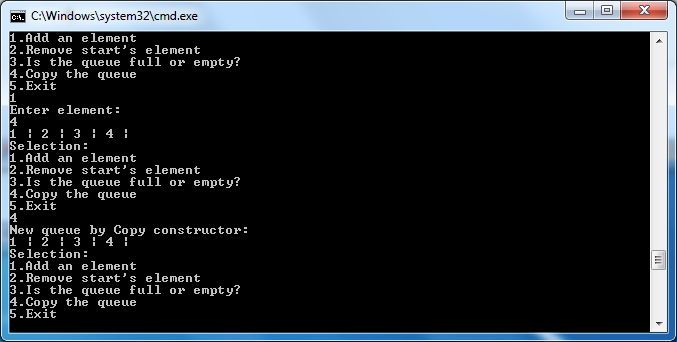 C:\Windows\system32\cmd.exe
1.Add an element
2.Remove start's element
3.Is the queue full or empty?
4.Copy the queue
5.Exit
1
Enter element:
4
1 ¦ 2 ¦ 3 ¦ 4 ¦
Selection:
1.Add an element
2.Remove start's element
3.Is the queue full or empty?
4.Copy the queue
5.Exit
4
New queue by Copy constructor:
1 ¦ 2 ¦ 3 ¦ 4 ¦
Selection:
1.Add an element
2.Remove start's element
3.Is the queue full or empty?
4.Copy the queue
5.Exit